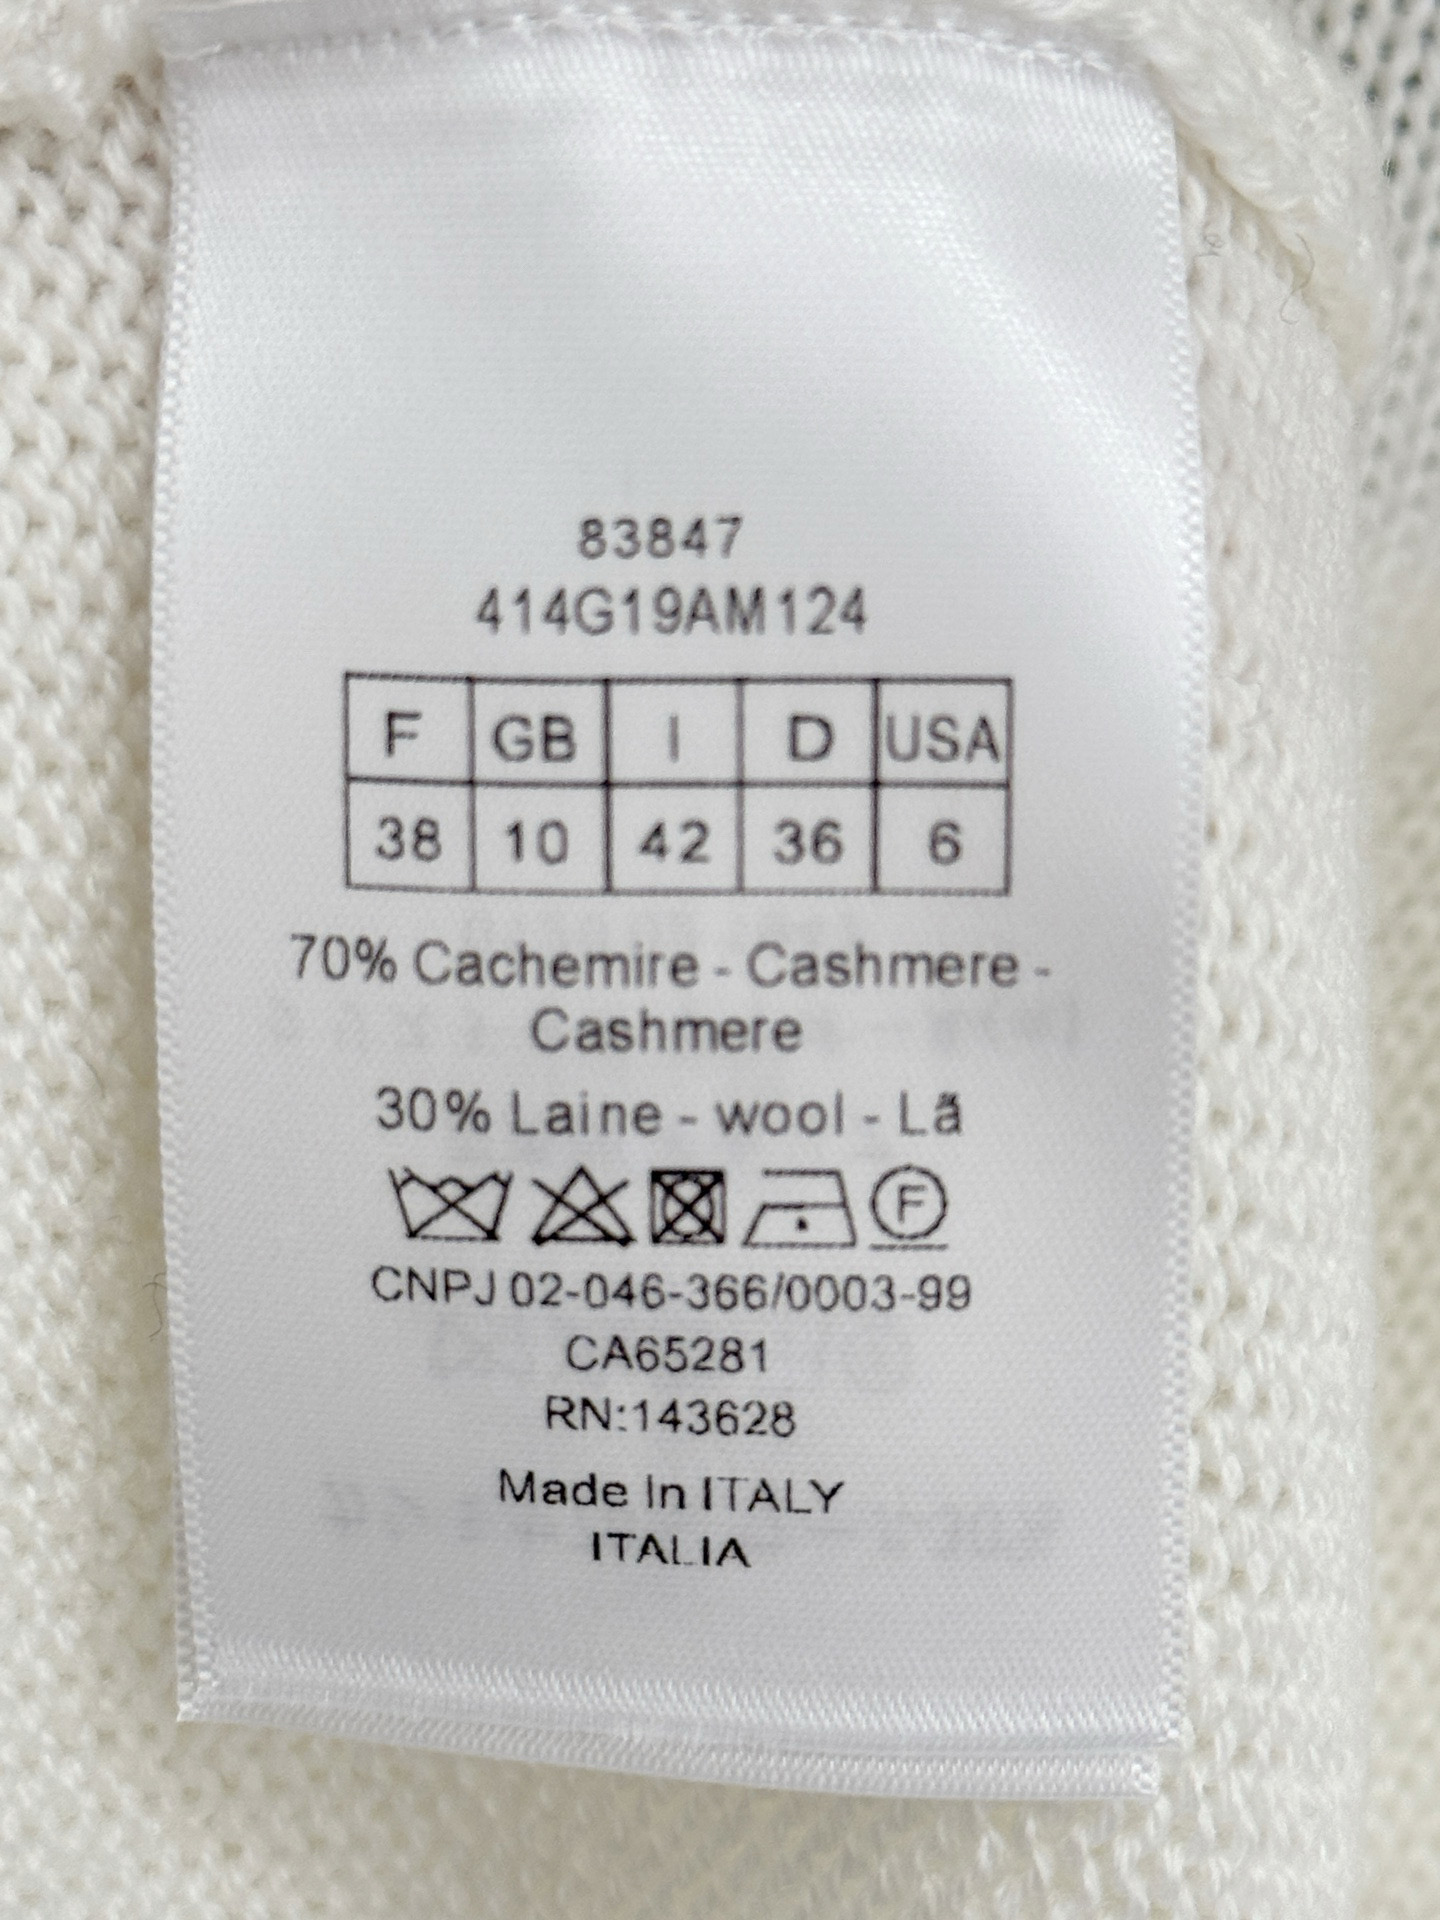 83847
414G19AM124
F GB I D USA
38 10 42 36 6
70% Cachemire - Cashmere -
Cashmere
30% Laine - wool - Lã
F
CNPJ 02-046-366/0003-99
CA65281
RN:143628
Made In ITALY
ITALIA